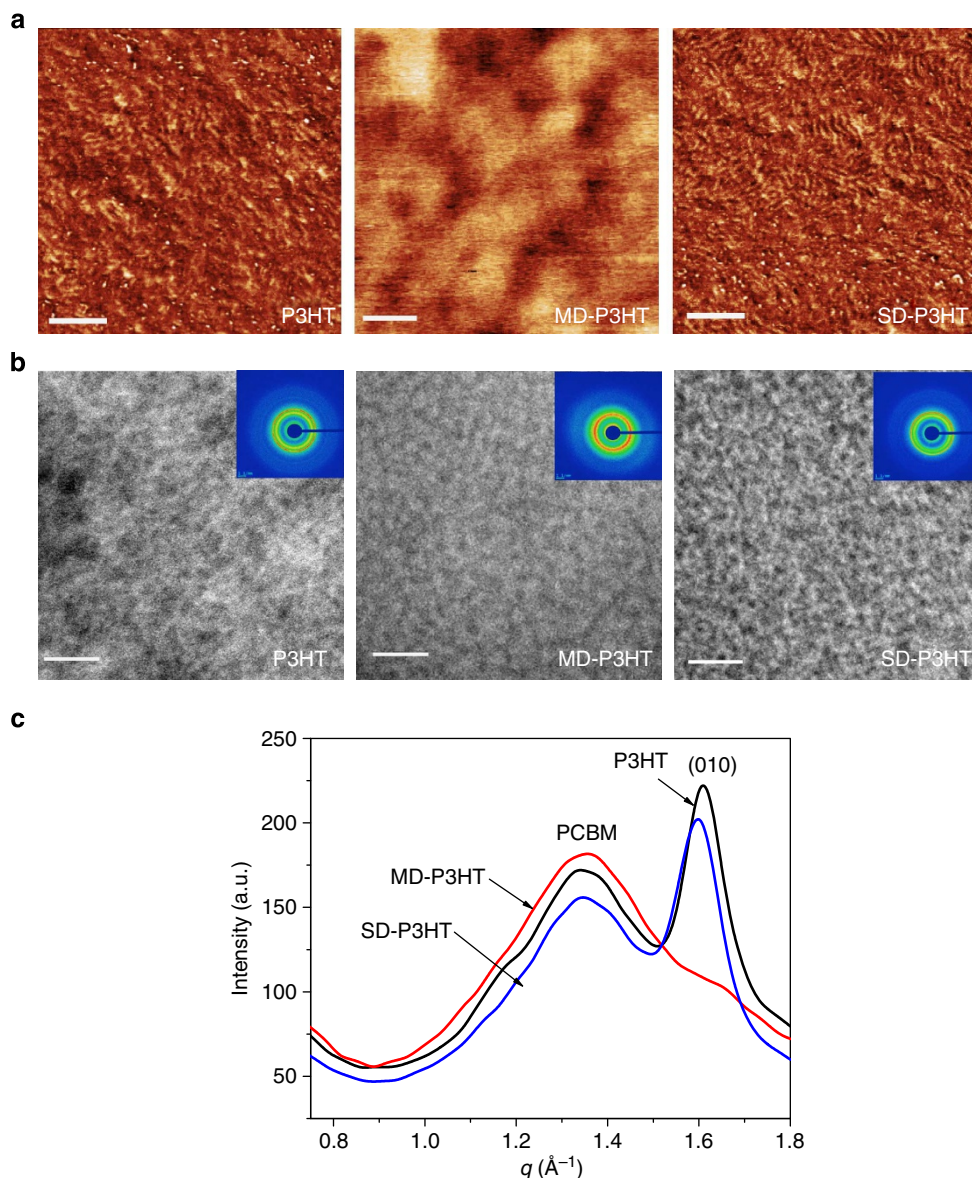 a
P3HT
MD-P3HT
SD-P3HT
b
P3HT
MD-P3HT
SD-P3HT
c
250
200
150
100
50
Intensity (a.u.)
P3HT
(010)
PCBM
MD-P3HT
SD-P3HT
0.8
1.0
1.2
1.4
1.6
1.8
q (Å–1)